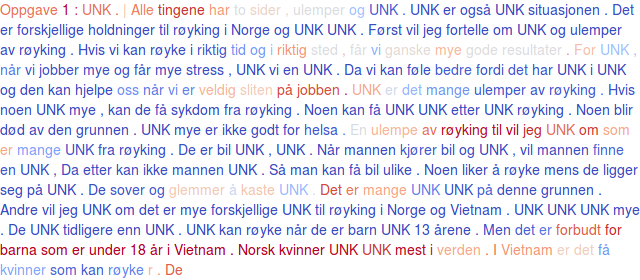 Oppgave 1 : UNK . | Alle tingene har to sider , ulemper og UNK . UNK er også UNK situasjonen . Det
er forskjellige holdninger til røyking i Norge og UNK UNK . Først vil jeg fortelle om UNK og ulemper
av røyking . Hvis vi kan røyke i riktig tid og i riktig sted , får vi ganske mye gode resultater . For UNK ,
når vi jobber mye og får mye stress , UNK vi en UNK . Da vi kan føle bedre fordi det har UNK i UNK
og den kan hjelpe oss når vi er veldig sliten på jobben . UNK er det mange ulemper av røyking . Hvis
noen UNK mye , kan de få sykdom fra røyking . Noen kan få UNK UNK etter UNK røyking . Noen blir
død av den grunnen . UNK mye er ikke godt for helsa . En ulempe av røyking til vil jeg UNK om som
er mange UNK fra røyking . De er bil UNK , UNK . Når mannen kjører bil og UNK , vil mannen finne
en UNK , Da etter kan ikke mannen UNK . Så man kan få bil ulike . Noen liker å røyke mens de ligger
seg på UNK . De sover og glemmer å kaste UNK . Det er mange UNK UNK på denne grunnen .
Andre vil jeg UNK om det er mye forskjellige UNK til røyking i Norge og Vietnam . UNK UNK UNK mye
. De UNK tidligere enn UNK . UNK kan røyke når de er barn UNK 13 årene . Men det er forbudt for
barna som er under 18 år i Vietnam . Norsk kvinner UNK UNK mest i verden . I Vietnam er det få
kvinner som kan røyke r . De